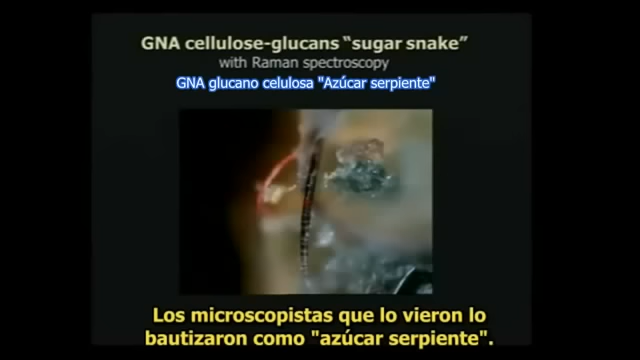 GNA cellulose-glucans “sugar snake”
with Raman spectroscopy
GNA glucano celulosa "Azúcar serpiente"
Los microscopistas que lo vieron lo
bautizaron como "azúcar serpiente".